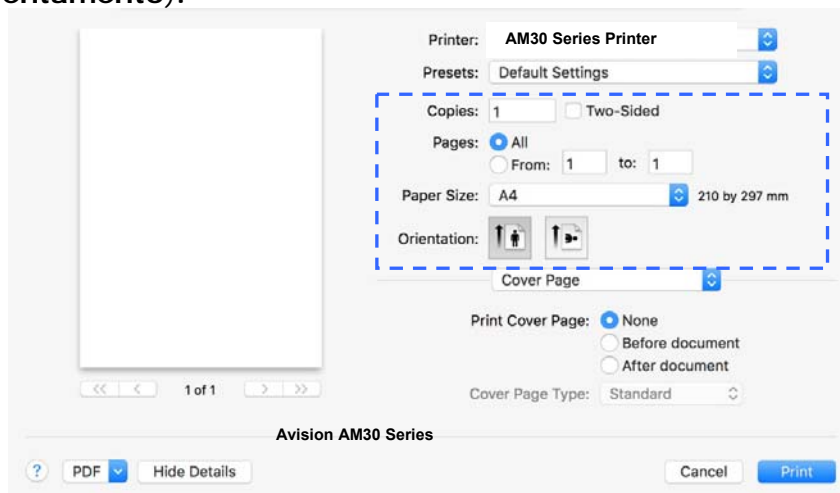 entamento).
Printer: AM30 Series Printer
Presets: Default Settings
Copies: 1 Two-Sided
Pages: All
From: 1 to: 1
Paper Size: A4 210 by 297 mm
Orientation:
Cover Page
Print Cover Page: None
Before document
After document
<< < 1 of 1 > >>
Cover Page Type: Standard
Avision AM30 Series
? PDF Hide Details Cancel Print